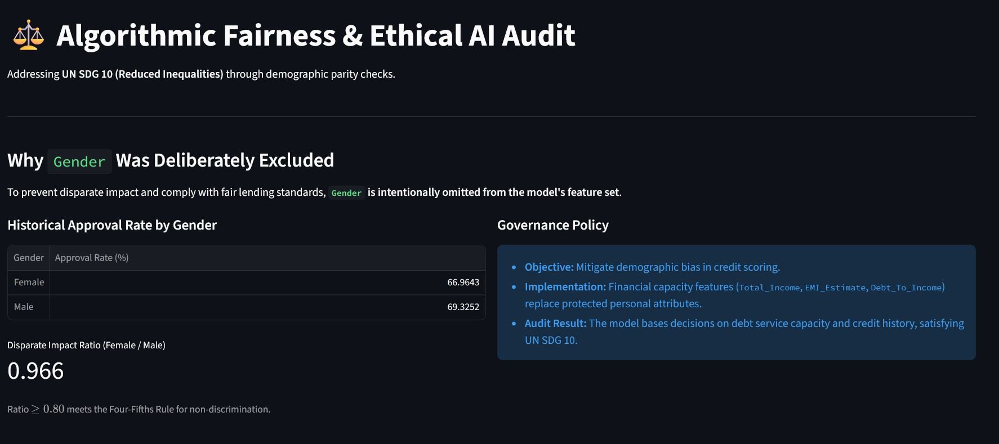 ⚖️ Algorithmic Fairness & Ethical AI Audit
Addressing UN SDG 10 (Reduced Inequalities) through demographic parity checks.
Why Gender Was Deliberately Excluded
To prevent disparate impact and comply with fair lending standards, Gender is intentionally omitted from the model's feature set.
Historical Approval Rate by Gender
Gender Approval Rate (%)
Female 66.9643
Male 69.3252
Disparate Impact Ratio (Female / Male)
0.966
Ratio ≥ 0.80 meets the Four-Fifths Rule for non-discrimination.
Governance Policy
• Objective: Mitigate demographic bias in credit scoring.
• Implementation: Financial capacity features (Total_Income, EMI_Estimate, Debt_To_Income)
replace protected personal attributes.
• Audit Result: The model bases decisions on debt service capacity and credit history, satisfying
UN SDG 10.